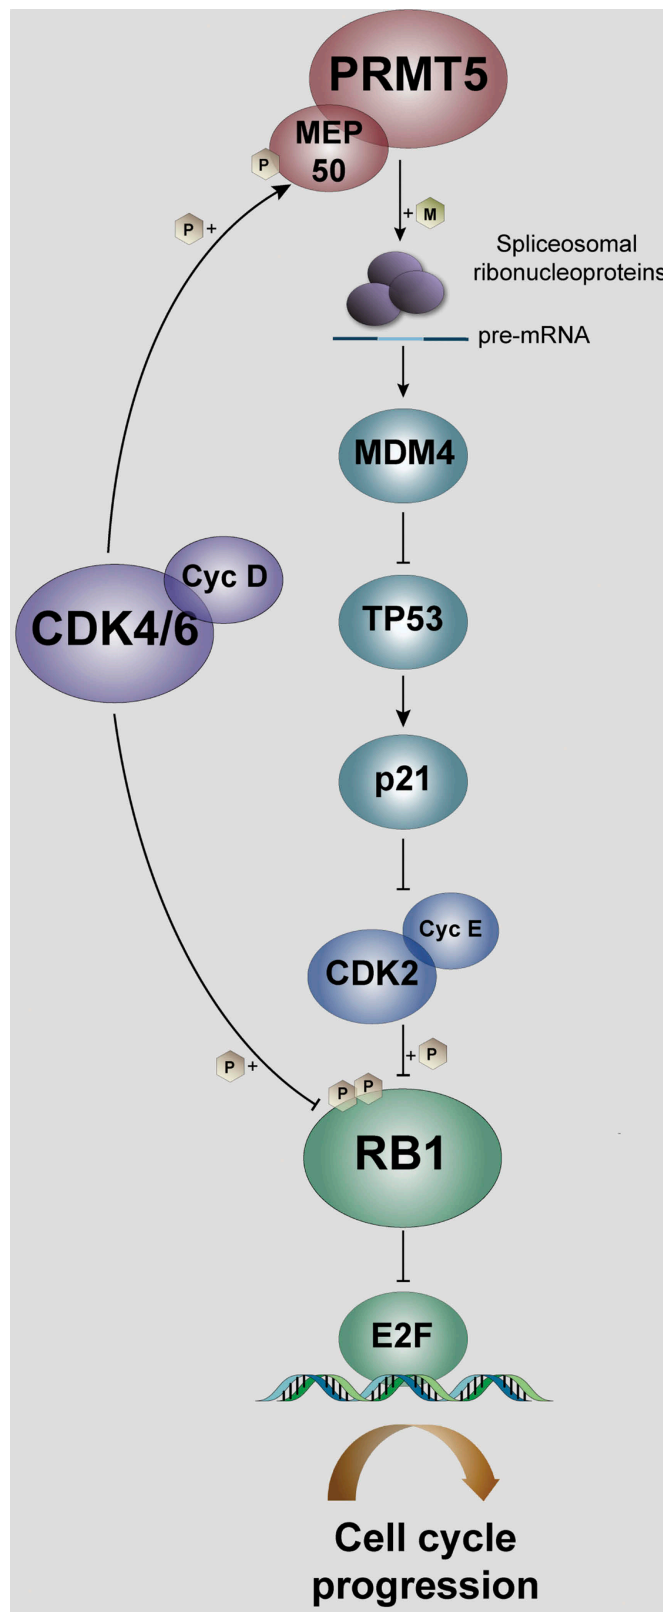 PRMT5
MEP
50
P
P +
+ M
Spliceosomal
ribonucleoproteins
pre-mRNA
MDM4
Cyc D
CDK4/6
TP53
p21
Cyc E
CDK2
+ P
P +
P P
RB1
E2F
Cell cycle
progression